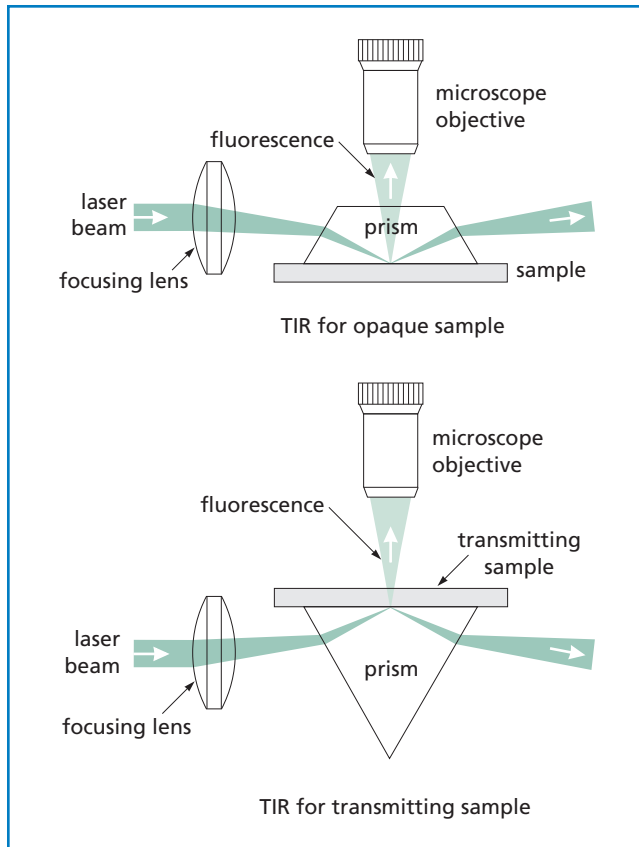 microscope
objective
fluorescence
laser
beam
prism
focusing lens
sample
TIR for opaque sample
microscope
objective
fluorescence
transmitting
sample
laser
beam
prism
focusing lens
TIR for transmitting sample